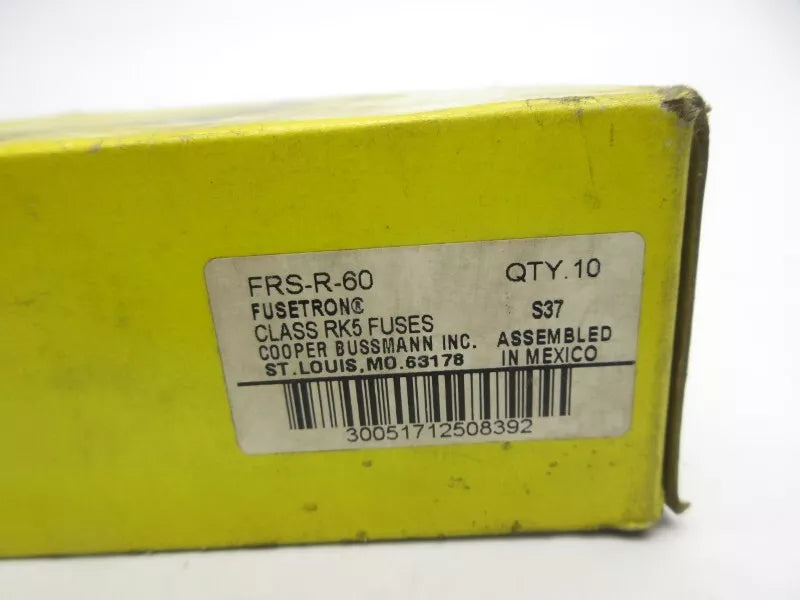 FRS-R-60 QTY.10
FUSETRON® S37
CLASS RK5 FUSES
COOPER BUSSMANN INC. ASSEMBLED
ST.LOUIS,MO.63178 IN MEXICO
30051712508392